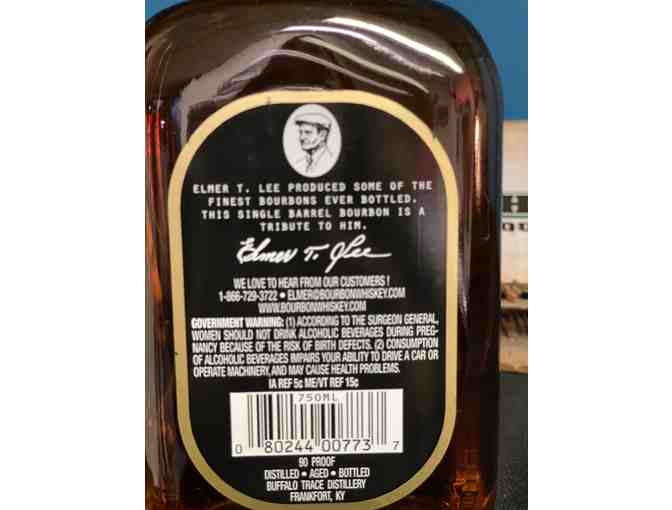 ELMER T. LEE PRODUCED SOME OF THE
FINEST BOURBONS EVER BOTTLED.
THIS SINGLE BARREL BOURBON IS A
TRIBUTE TO HIM.
Elmer T. Lee
WE LOVE TO HEAR FROM OUR CUSTOMERS !
1-866-729-3722 • ELMER@BOURBONWHISKEY.COM
WWW.BOURBONWHISKEY.COM
GOVERNMENT WARNING: (1) ACCORDING TO THE SURGEON GENERAL,
WOMEN SHOULD NOT DRINK ALCOHOLIC BEVERAGES DURING PREG-
NANCY BECAUSE OF THE RISK OF BIRTH DEFECTS. (2) CONSUMPTION
OF ALCOHOLIC BEVERAGES IMPAIRS YOUR ABILITY TO DRIVE A CAR OR
OPERATE MACHINERY, AND MAY CAUSE HEALTH PROBLEMS.
IA REF 5¢ ME/VT REF 15¢
750ML
0 80244 00773 7
90 PROOF
DISTILLED • AGED • BOTTLED
BUFFALO TRACE DISTILLERY
FRANKFORT, KY